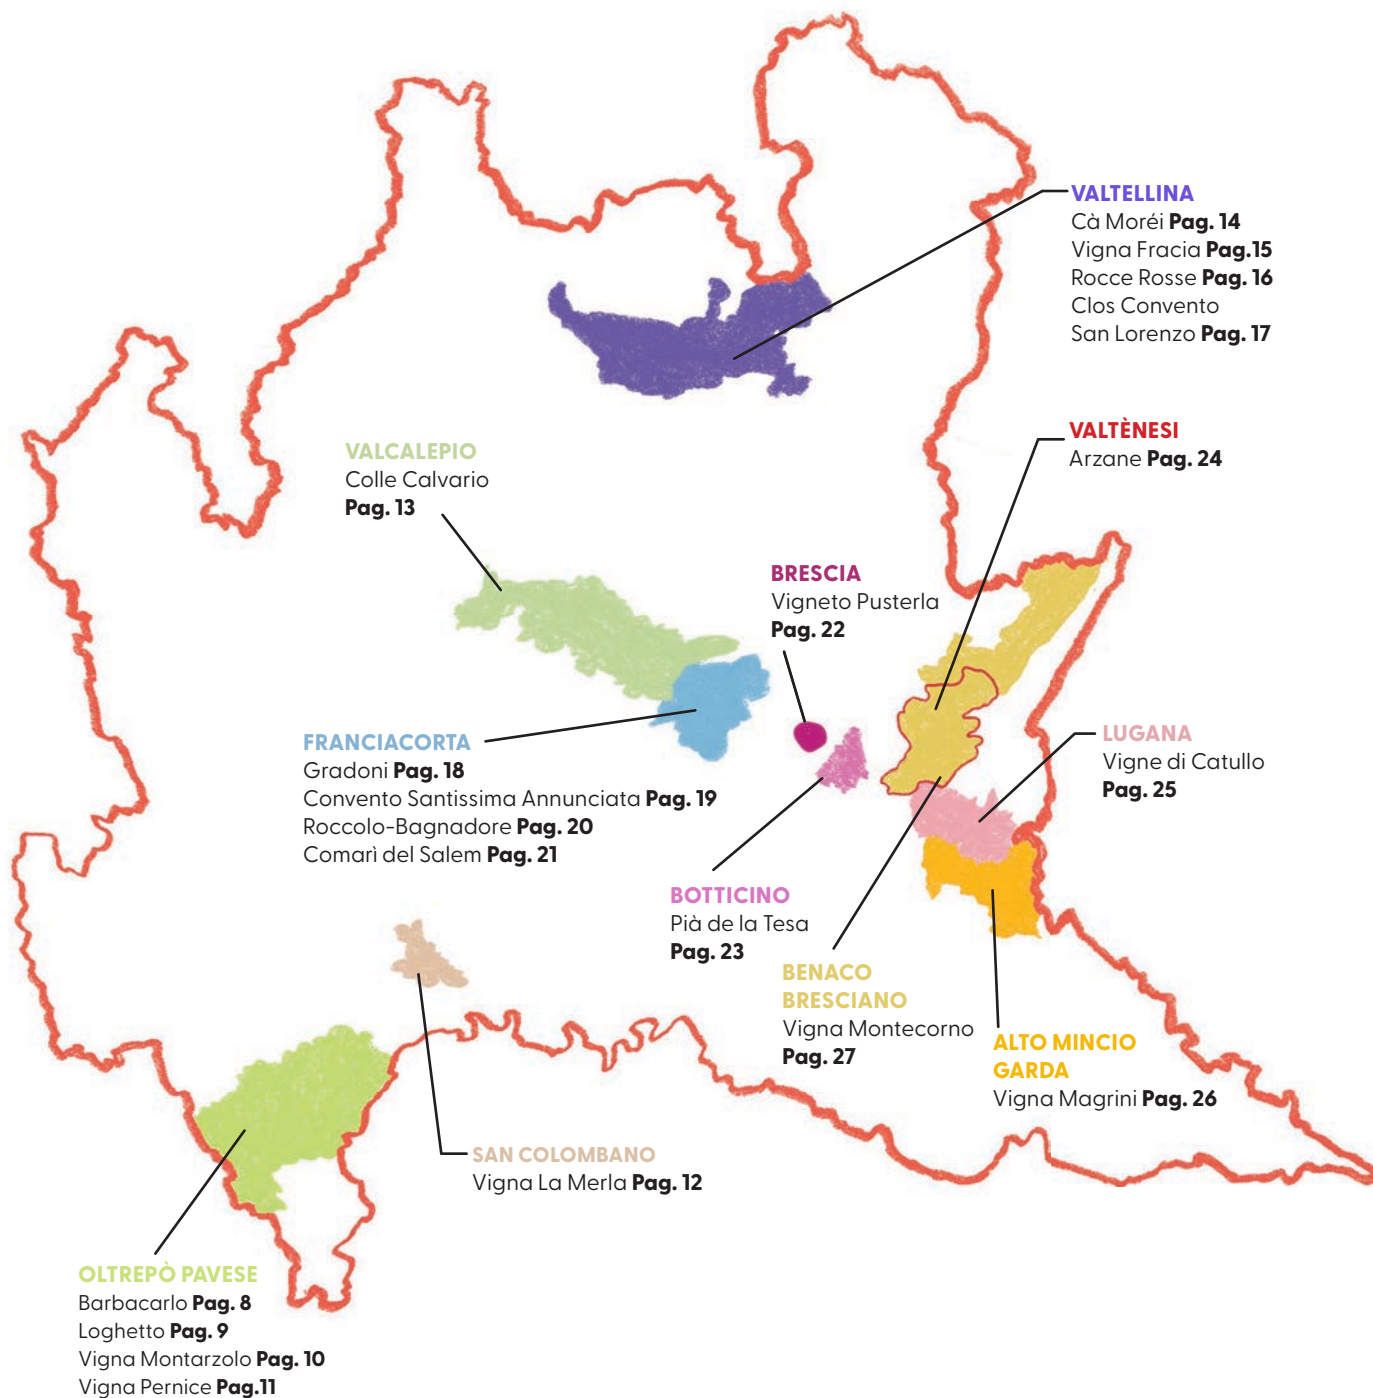 VALTELLINA
Cà Moréi Pag. 14
Vigna Fracia Pag.15
Rocce Rosse Pag. 16
Clos Convento
San Lorenzo Pag. 17
VALTÈNESI
Arzane Pag. 24
VALCALEPIO
Colle Calvario
Pag. 13
BRESCIA
Vigneto Pusterla
Pag. 22
FRANCIACORTA
Gradoni Pag. 18
Convento Santissima Annunciata Pag. 19
Roccolo-Bagnadore Pag. 20
Comarì del Salem Pag. 21
LUGANA
Vigne di Catullo
Pag. 25
BOTTICINO
Pià de la Tesa
Pag. 23
BENACO
BRESCIANO
Vigna Montecorno
Pag. 27
ALTO MINCIO
GARDA
Vigna Magrini Pag. 26
SAN COLOMBANO
Vigna La Merla Pag. 12
OLTREPÒ PAVESE
Barbacarlo Pag. 8
Loghetto Pag. 9
Vigna Montarzolo Pag. 10
Vigna Pernice Pag.11